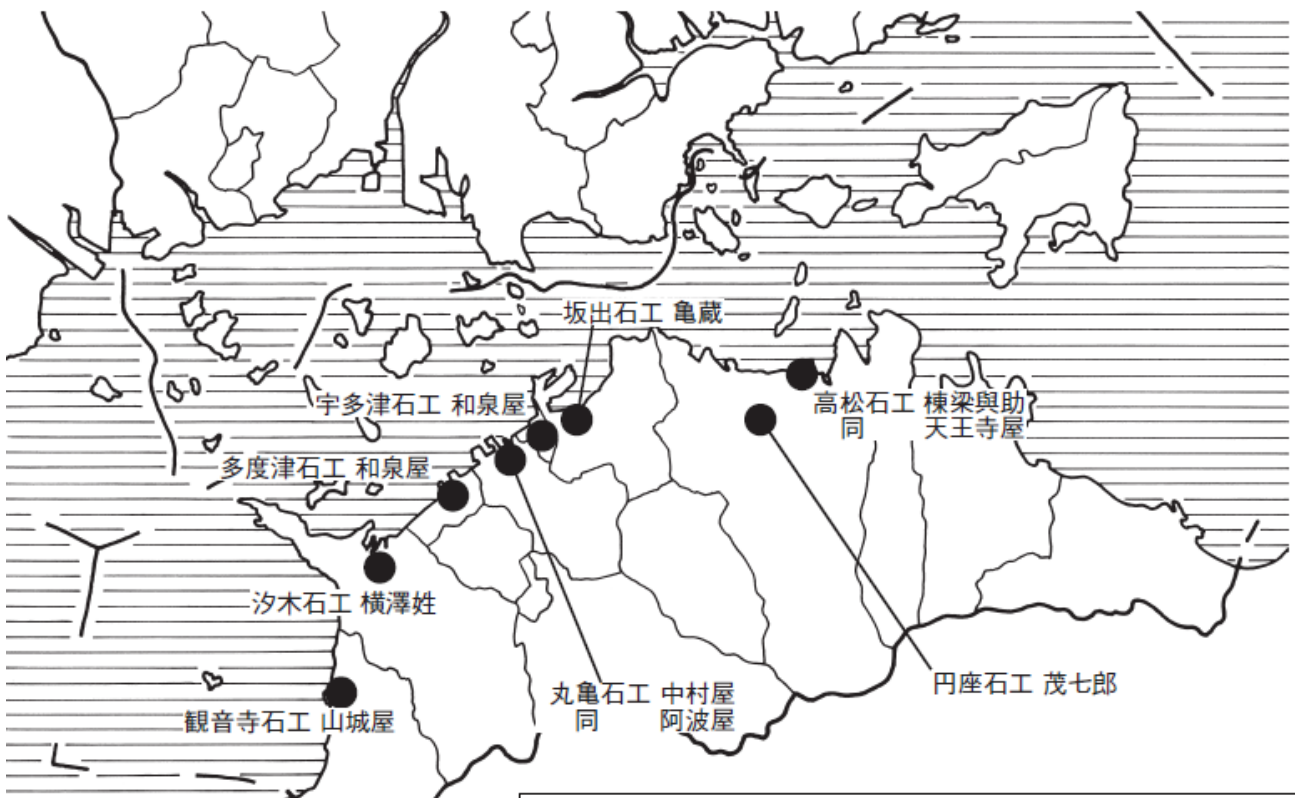 坂出石工 亀蔵
宇多津石工 和泉屋
高松石工 棟梁與助
同 天王寺屋
多度津石工 和泉屋
汐木石工 横澤姓
丸亀石工 中村屋
同 阿波屋
円座石工 茂七郎
観音寺石工 山城屋